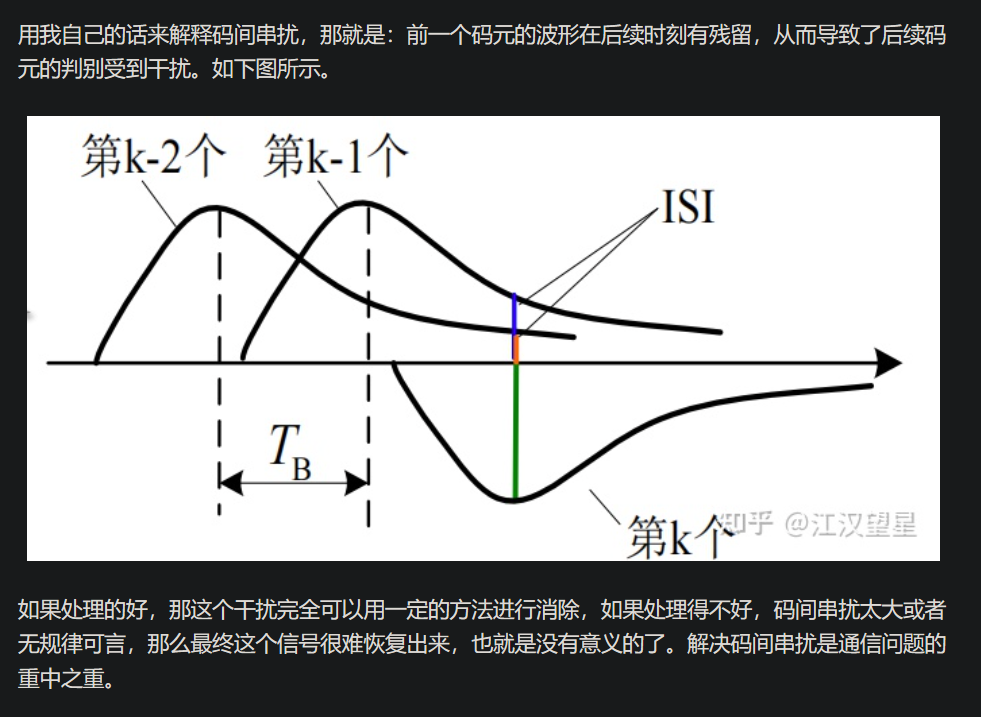 用我自己的话来解释码间串扰，那就是：前一个码元的波形在后续时刻有残留，从而导致了后续码
元的判别受到干扰。如下图所示。
第k-2个
第k-1个
ISI
TB
第k个
知乎 @江汉望星
如果处理的好，那这个干扰完全可以用一定的方法进行消除，如果处理得不好，码间串扰太大或者
无规律可言，那么最终这个信号很难恢复出来，也就是没有意义的了。解决码间串扰是通信问题的
重中之重。